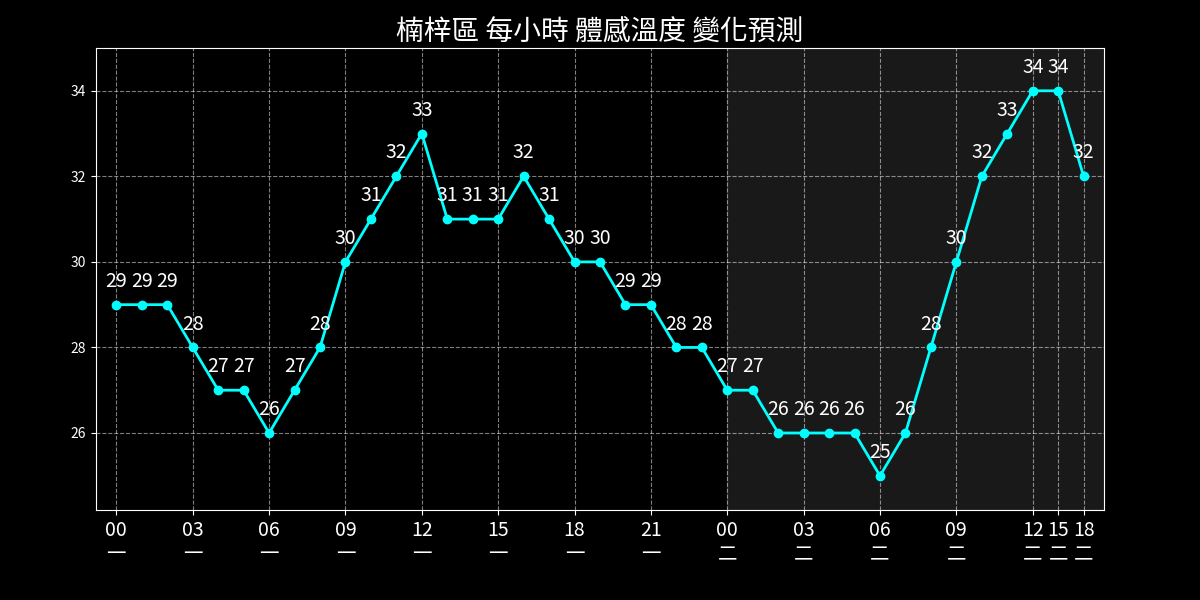 楠梓區 每小時 體感溫度 變化預測
34 34
33 33
32 32 32 32
31 31 31 31 31
30 30 30 30
29 29 29 29 29
28 28 28 28 28
27 27 27 27 27
26 26 26 26 26 26
25
34
32
30
28
26
00 03 06 09 12 15 18 21 00 03 06 09 12 15 18
一 一 一 一 一 一 一 一 二 二 二 二 二 二 二